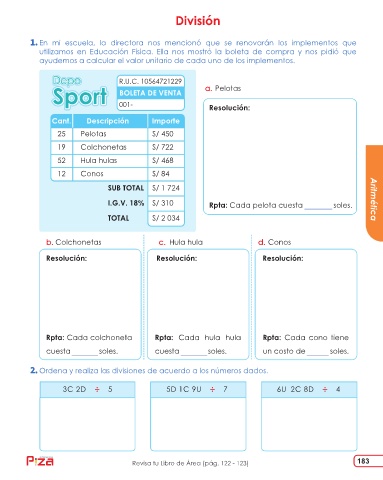 División
1. En mi escuela, la directora nos mencionó que se renovarán los implementos que
utilizamos en Educación Física. Ella nos mostró la boleta de compra y nos pidió que
ayudemos a calcular el valor unitario de cada uno de los implementos.
Depo
Sport
R.U.C. 10564721229
BOLETA DE VENTA
001-
Cant. Descripción Importe
25 Pelotas S/ 450
19 Colchonetas S/ 722
52 Hula hulas S/ 468
12 Conos S/ 84
SUB TOTAL S/ 1 724
I.G.V. 18% S/ 310
TOTAL S/ 2 034
a. Pelotas
Resolución:
Rpta: Cada pelota cuesta _______ soles.
Aritmética
b. Colchonetas
Resolución:
Rpta: Cada colchoneta
cuesta _______ soles.
c. Hula hula
Resolución:
Rpta: Cada hula hula
cuesta _______ soles.
d. Conos
Resolución:
Rpta: Cada cono tiene
un costo de ______ soles.
2. Ordena y realiza las divisiones de acuerdo a los números dados.
3C 2D ÷ 5
5D 1C 9U ÷ 7
6U 2C 8D ÷ 4
Revisa tu Libro de Área (pág. 122 - 123)
183